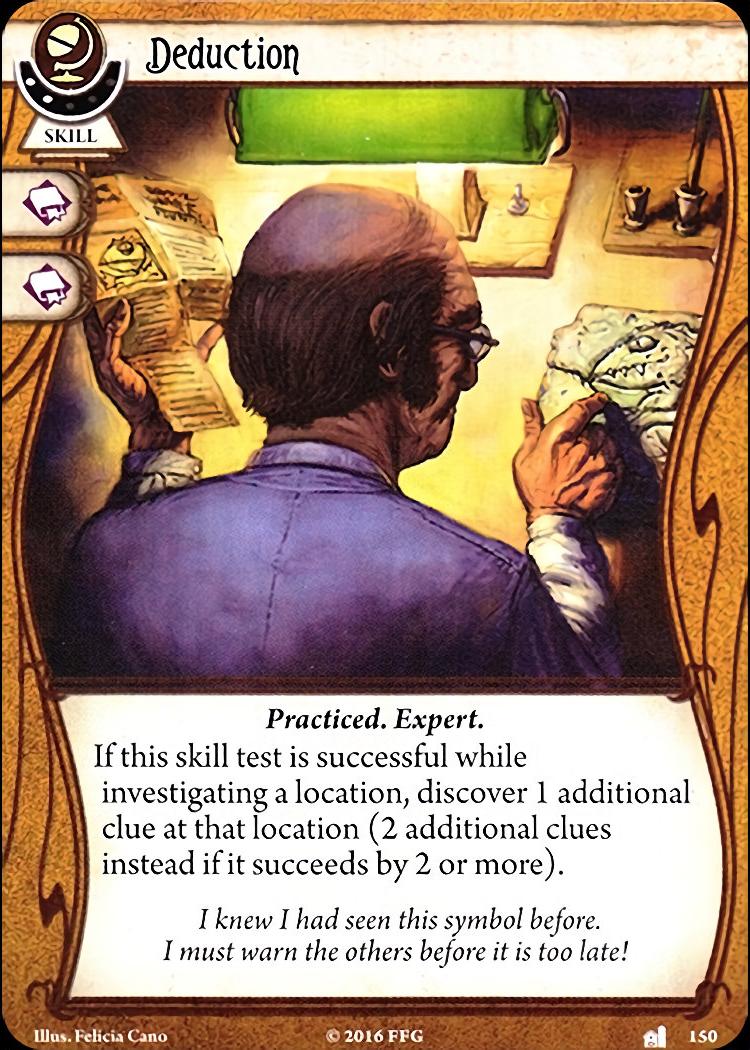 Deduction
SKILL
Practiced. Expert.
If this skill test is successful while
investigating a location, discover 1 additional
clue at that location (2 additional clues
instead if it succeeds by 2 or more).
I knew I had seen this symbol before.
I must warn the others before it is too late!
Illus. Felicia Cano
© 2016 FFG
150